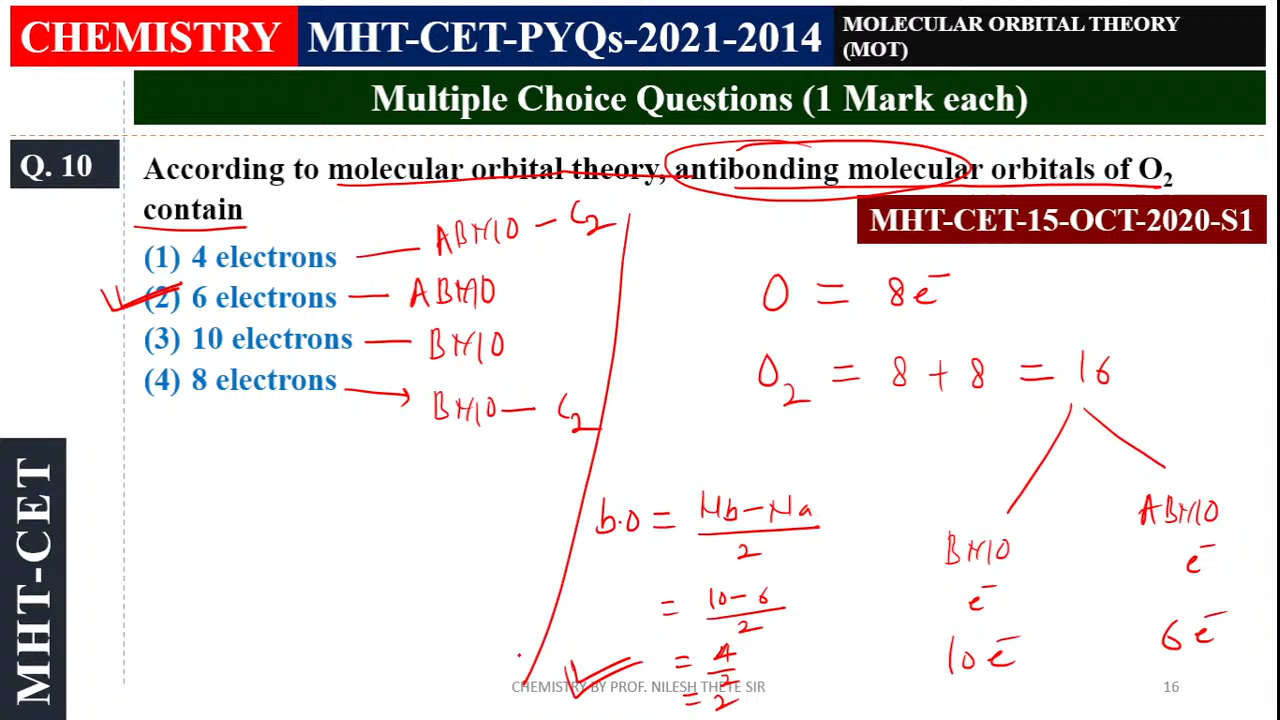 CHEMISTRY MHT-CET-PYQs-2021-2014 MOLECULAR ORBITAL THEORY
(MOT)
Multiple Choice Questions (1 Mark each)
Q. 10 According to molecular orbital theory, antibonding molecular orbitals of O₂
contain
MHT-CET-15-OCT-2020-S1
(1) 4 electrons — ABMO - C₂
(2) 6 electrons — ABMO
(3) 10 electrons — BMO
(4) 8 electrons → BMO — C₂
O = 8e⁻
O₂ = 8 + 8 = 16
BMO
e⁻
10e⁻
ABMO
e⁻
6e⁻
b.O = Nb - Na / 2
= 10 - 6 / 2
= 4 / 2
= 2
MHT-CET
CHEMISTRY BY PROF. NILESH THETE SIR
16